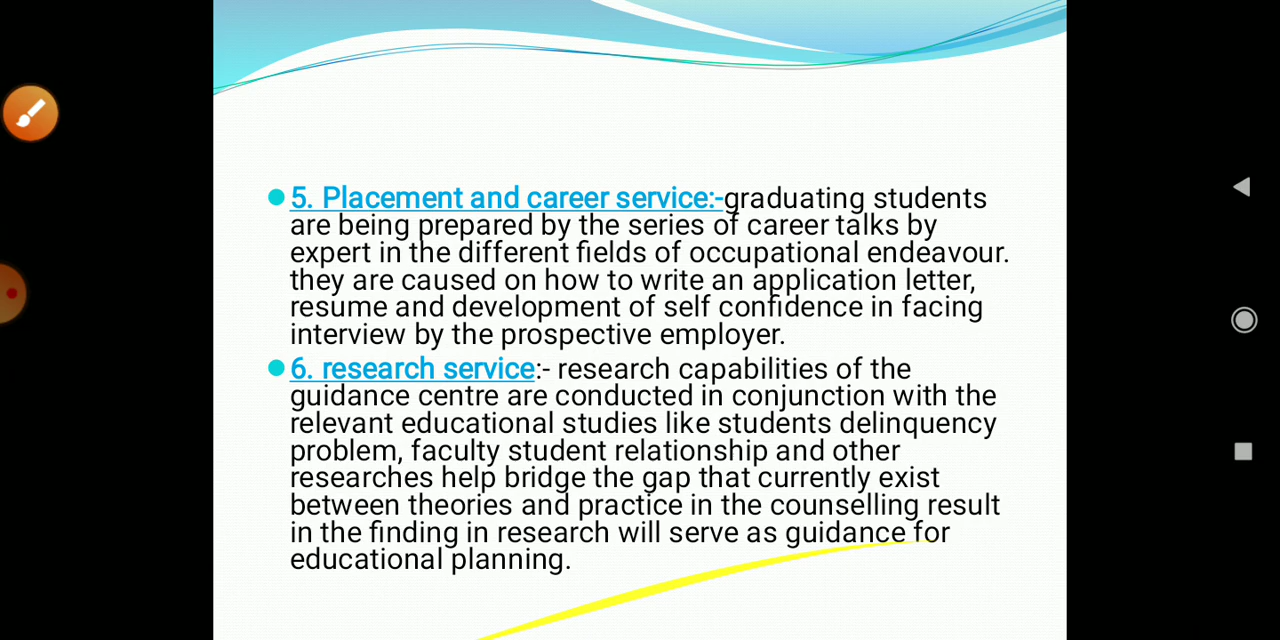 5. Placement and career service:-graduating students
are being prepared by the series of career talks by
expert in the different fields of occupational endeavour.
they are caused on how to write an application letter,
resume and development of self confidence in facing
interview by the prospective employer.
6. research service:- research capabilities of the
guidance centre are conducted in conjunction with the
relevant educational studies like students delinquency
problem, faculty student relationship and other
researches help bridge the gap that currently exist
between theories and practice in the counselling result
in the finding in research will serve as guidance for
educational planning.